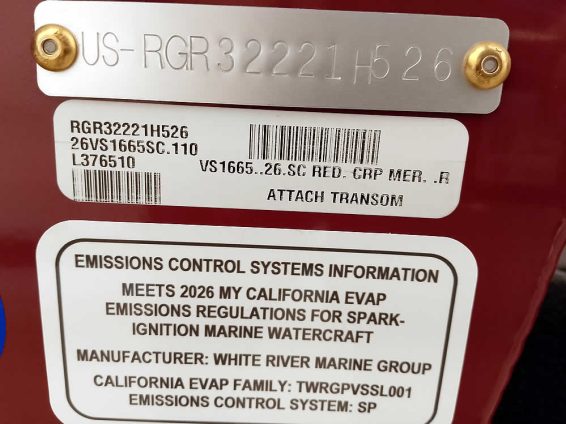 US-RGR32221H526
RGR32221H526
26VS1665SC.110
L376510
VS1665..26.SC RED. CRP MER. .R
ATTACH TRANSOM
EMISSIONS CONTROL SYSTEMS INFORMATION
MEETS 2026 MY CALIFORNIA EVAP
EMISSIONS REGULATIONS FOR SPARK-
IGNITION MARINE WATERCRAFT
MANUFACTURER: WHITE RIVER MARINE GROUP
CALIFORNIA EVAP FAMILY: TWRGPVSSL001
EMISSIONS CONTROL SYSTEM: SP